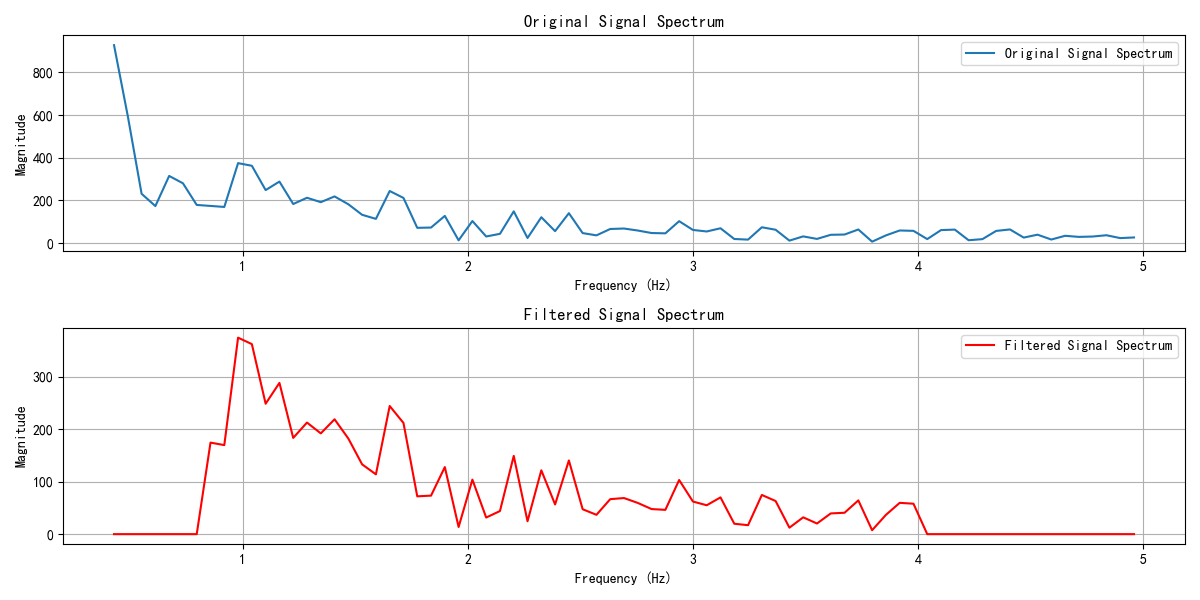 Original Signal Spectrum
Original Signal Spectrum
Magnitude
800
600
400
200
0
1 2 3 4 5
Frequency (Hz)
Filtered Signal Spectrum
Filtered Signal Spectrum
Magnitude
300
200
100
0
1 2 3 4 5
Frequency (Hz)